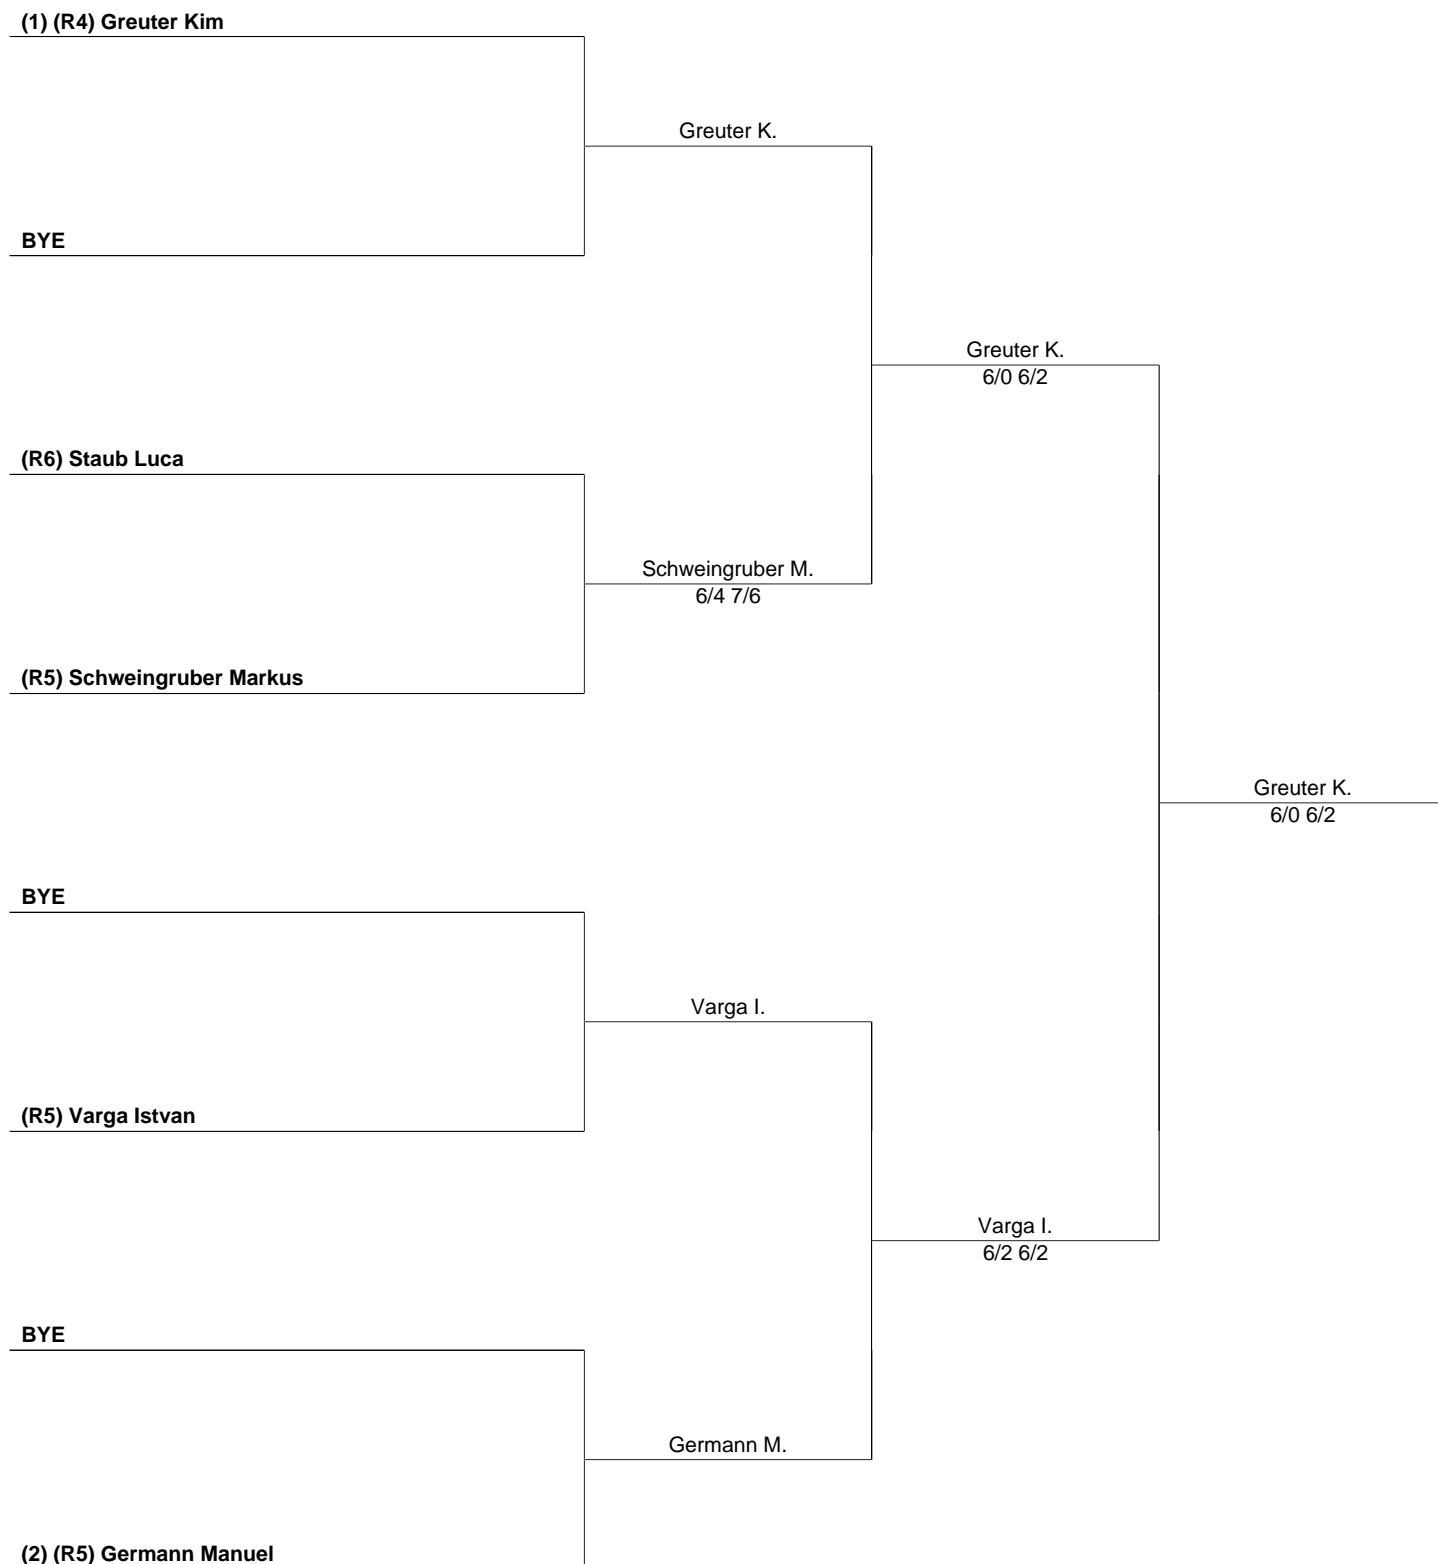 (1) (R4) Greuter Kim
Greuter K.
BYE
Greuter K.
6/0 6/2
(R6) Staub Luca
Schweingruber M.
6/4 7/6
(R5) Schweingruber Markus
Greuter K.
6/0 6/2
BYE
Varga I.
(R5) Varga Istvan
Varga I.
6/2 6/2
BYE
Germann M.
(2) (R5) Germann Manuel